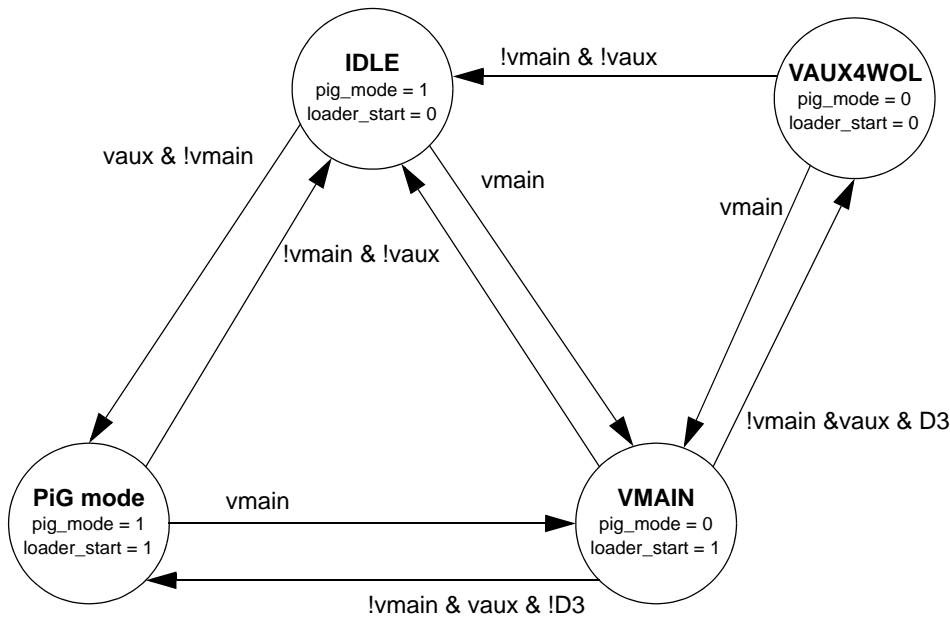 IDLE
pig_mode = 1
loader_start = 0
!vmain & !vaux
VAUX4WOL
pig_mode = 0
loader_start = 0
vaux & !vmain
vmain
vmain
!vmain & !vaux
!vmain &vaux & D3
PiG mode
pig_mode = 1
loader_start = 1
vmain
VMAIN
pig_mode = 0
loader_start = 1
!vmain & vaux & !D3